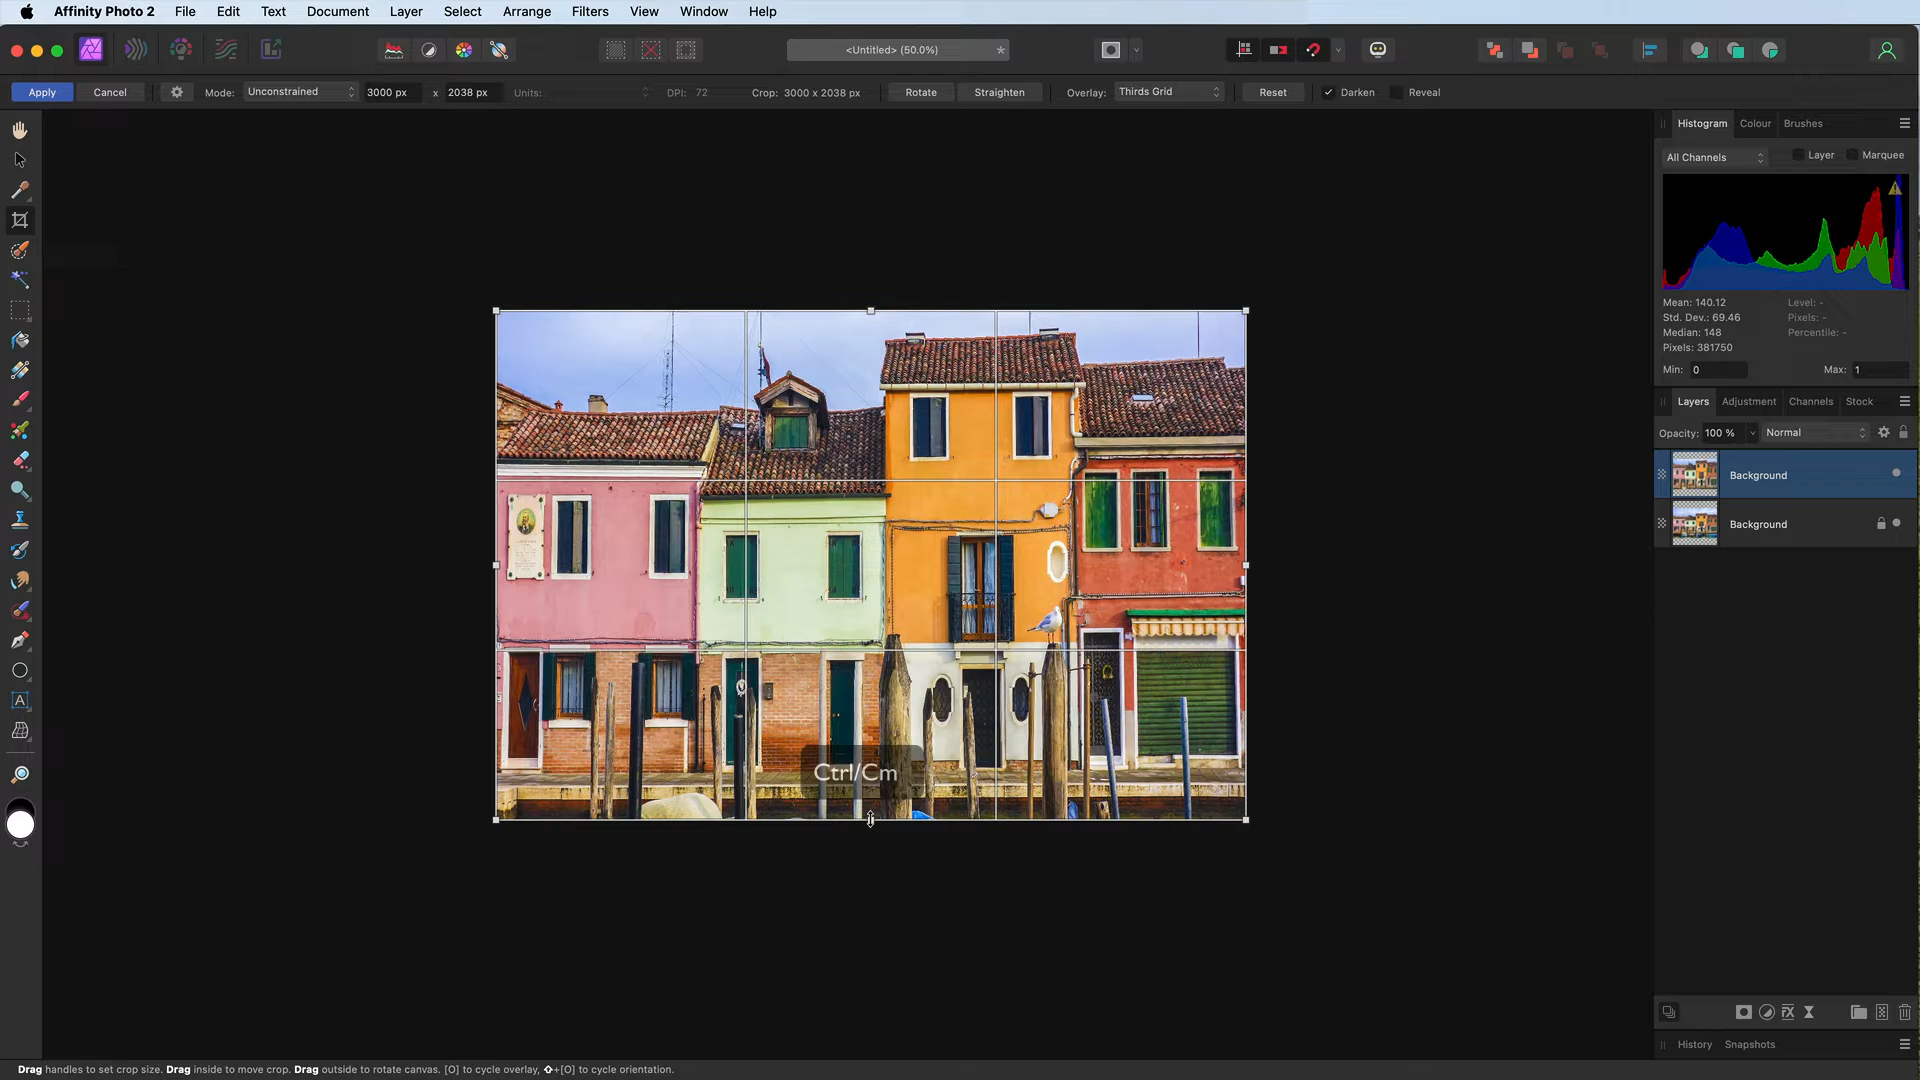 Affinity Photo 2 File Edit Text Document Layer Select Arrange Filters View Window Help
<Untitled> (50.0%) *
Apply Cancel Mode: Unconstrained 3000 px x 2038 px Units: DPI: 72 Crop: 3000 x 2038 px Rotate Straighten Overlay: Thirds Grid Reset Darken Reveal
Histogram Colour Brushes
All Channels Layer Marquee
Mean: 140.12 Level: -
Std. Dev.: 69.46 Pixels: -
Median: 148 Percentile: -
Pixels: 381750
Min: 0 Max: 1
Layers Adjustment Channels Stock
Opacity: 100 % Normal
Background
Background
Ctrl/Cm
History Snapshots
Drag handles to set crop size. Drag inside to move crop. Drag outside to rotate canvas. [O] to cycle overlay, ⇧+[O] to cycle orientation.